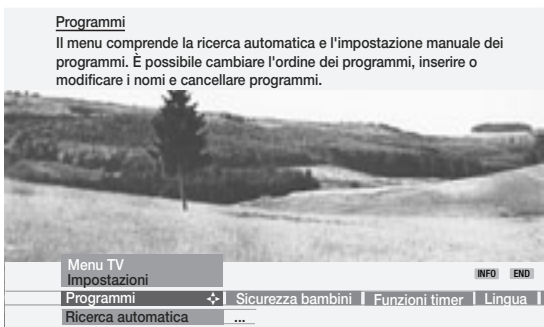 Programmi
Il menu comprende la ricerca automatica e l'impostazione manuale dei
programmi. È possibile cambiare l'ordine dei programmi, inserire o
modificare i nomi e cancellare programmi.
Menu TV
Impostazioni
INFO END
Programmi Sicurezza bambini Funzioni timer Lingua
Ricerca automatica ...